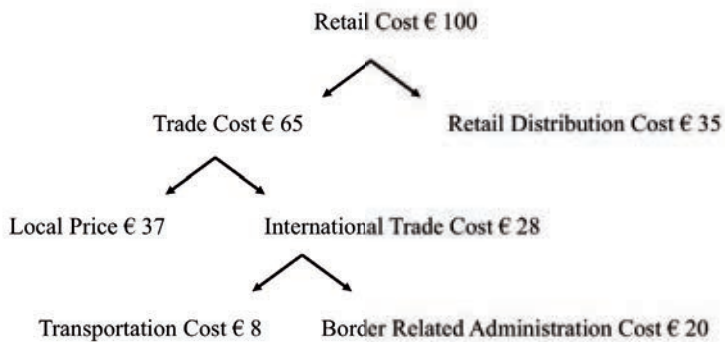 Retail Cost € 100
Trade Cost € 65
Retail Distribution Cost € 35
Local Price € 37
International Trade Cost € 28
Transportation Cost € 8
Border Related Administration Cost € 20